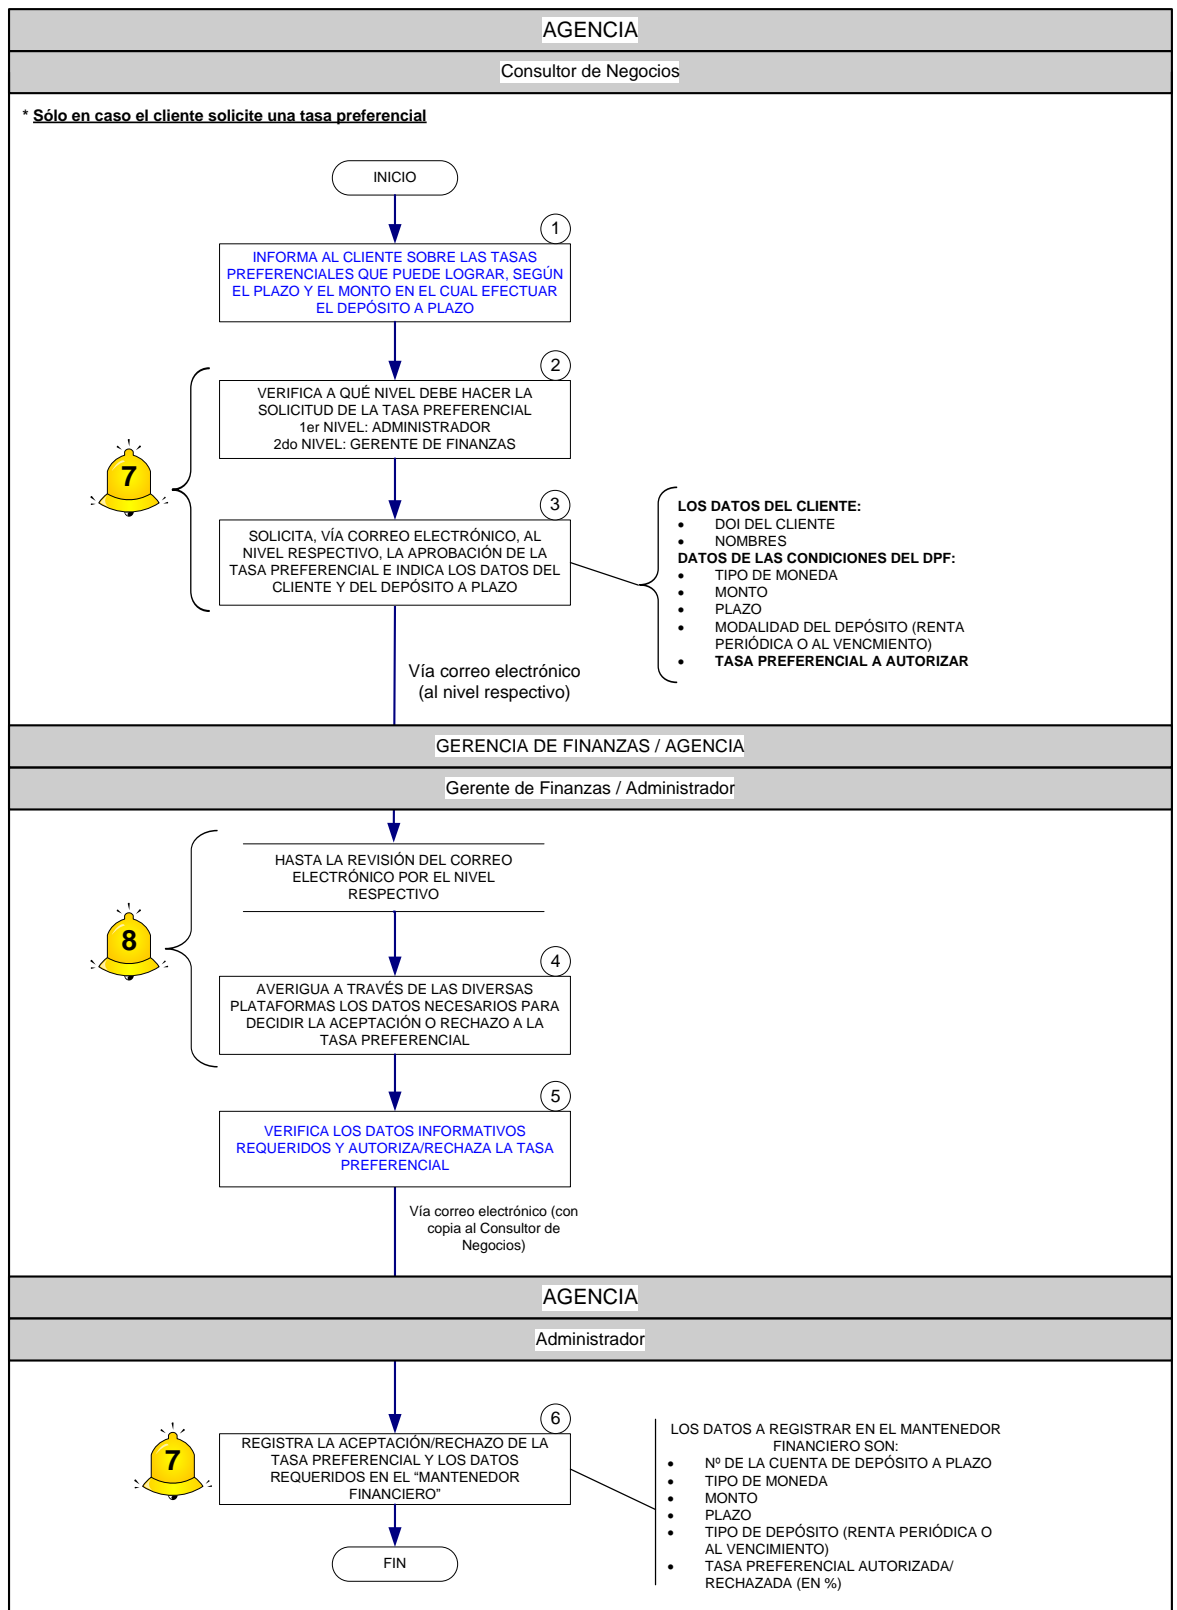 AGENCIA
Consultor de Negocios
* Sólo en caso el cliente solicite una tasa preferencial
INICIO
1
INFORMA AL CLIENTE SOBRE LAS TASAS
PREFERENCIALES QUE PUEDE LOGRAR, SEGÚN
EL PLAZO Y EL MONTO EN EL CUAL EFECTUAR
EL DEPÓSITO A PLAZO
2
VERIFICA A QUÉ NIVEL DEBE HACER LA
SOLICITUD DE LA TASA PREFERENCIAL
1er NIVEL: ADMINISTRADOR
2do NIVEL: GERENTE DE FINANZAS
7
3
SOLICITA, VÍA CORREO ELECTRÓNICO, AL
NIVEL RESPECTIVO, LA APROBACIÓN DE LA
TASA PREFERENCIAL E INDICA LOS DATOS DEL
CLIENTE Y DEL DEPÓSITO A PLAZO
LOS DATOS DEL CLIENTE:
• DOI DEL CLIENTE
• NOMBRES
DATOS DE LAS CONDICIONES DEL DPF:
• TIPO DE MONEDA
• MONTO
• PLAZO
• MODALIDAD DEL DEPÓSITO (RENTA
PERIÓDICA O AL VENCMIENTO)
• TASA PREFERENCIAL A AUTORIZAR
Vía correo electrónico
(al nivel respectivo)
GERENCIA DE FINANZAS / AGENCIA
Gerente de Finanzas / Administrador
HASTA LA REVISIÓN DEL CORREO
ELECTRÓNICO POR EL NIVEL
RESPECTIVO
8
4
AVERIGUA A TRAVÉS DE LAS DIVERSAS
PLATAFORMAS LOS DATOS NECESARIOS PARA
DECIDIR LA ACEPTACIÓN O RECHAZO A LA
TASA PREFERENCIAL
5
VERIFICA LOS DATOS INFORMATIVOS
REQUERIDOS Y AUTORIZA/RECHAZA LA TASA
PREFERENCIAL
Vía correo electrónico (con
copia al Consultor de
Negocios)
AGENCIA
Administrador
6
7
REGISTRA LA ACEPTACIÓN/RECHAZO DE LA
TASA PREFERENCIAL Y LOS DATOS
REQUERIDOS EN EL “MANTENEDOR
FINANCIERO”
LOS DATOS A REGISTRAR EN EL MANTENEDOR
FINANCIERO SON:
• Nº DE LA CUENTA DE DEPÓSITO A PLAZO
• TIPO DE MONEDA
• MONTO
• PLAZO
• TIPO DE DEPÓSITO (RENTA PERIÓDICA O
AL VENCIMIENTO)
• TASA PREFERENCIAL AUTORIZADA/
RECHAZADA (EN %)
FIN